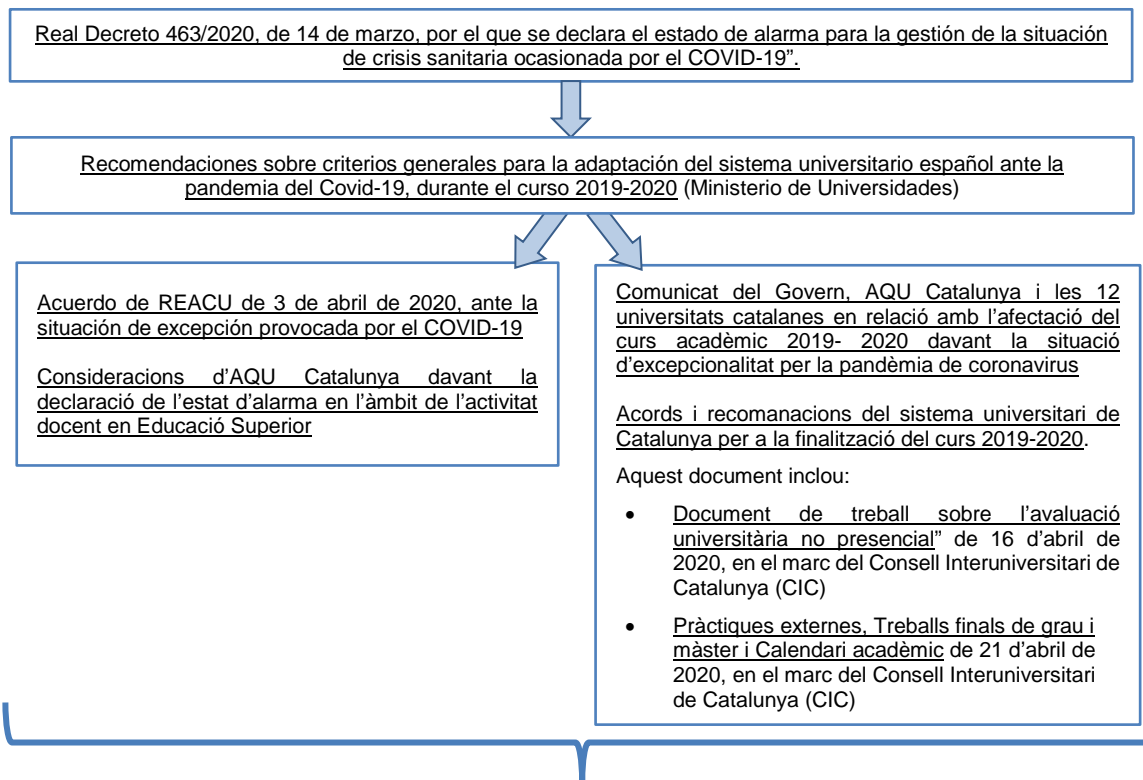 Real Decreto 463/2020, de 14 de marzo, por el que se declara el estado de alarma para la gestión de la situación
de crisis sanitaria ocasionada por el COVID-19”.
Recomendaciones sobre criterios generales para la adaptación del sistema universitario español ante la
pandemia del Covid-19, durante el curso 2019-2020 (Ministerio de Universidades)
Acuerdo de REACU de 3 de abril de 2020, ante la
situación de excepción provocada por el COVID-19
Consideracions d’AQU Catalunya davant la
declaració de l’estat d’alarma en l’àmbit de l’activitat
docent en Educació Superior
Comunicat del Govern, AQU Catalunya i les 12
universitats catalanes en relació amb l’afectació del
curs acadèmic 2019- 2020 davant la situació
d’excepcionalitat per la pandèmia de coronavirus
Acords i recomanacions del sistema universitari de
Catalunya per a la finalització del curs 2019-2020.
Aquest document inclou:
• Document de treball sobre l’avaluació
universitària no presencial” de 16 d’abril de
2020, en el marc del Consell Interuniversitari de
Catalunya (CIC)
• Pràctiques externes, Treballs finals de grau i
màster i Calendari acadèmic de 21 d’abril de
2020, en el marc del Consell Interuniversitari
de Catalunya (CIC)